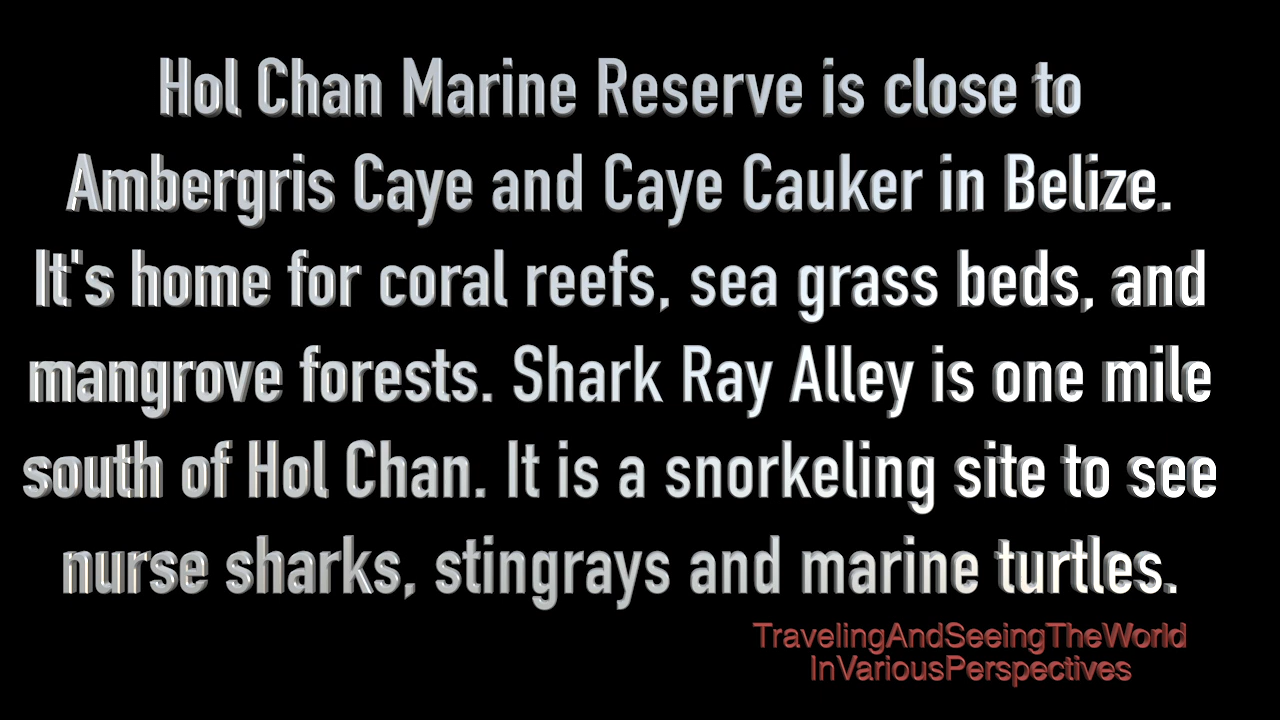 Hol Chan Marine Reserve is close to
Ambergris Caye and Caye Cauker in Belize.
It's home for coral reefs, sea grass beds, and
mangrove forests. Shark Ray Alley is one mile
south of Hol Chan. It is a snorkeling site to see
nurse sharks, stingrays and marine turtles.
TravelingAndSeeingTheWorld
InVariousPerspectives